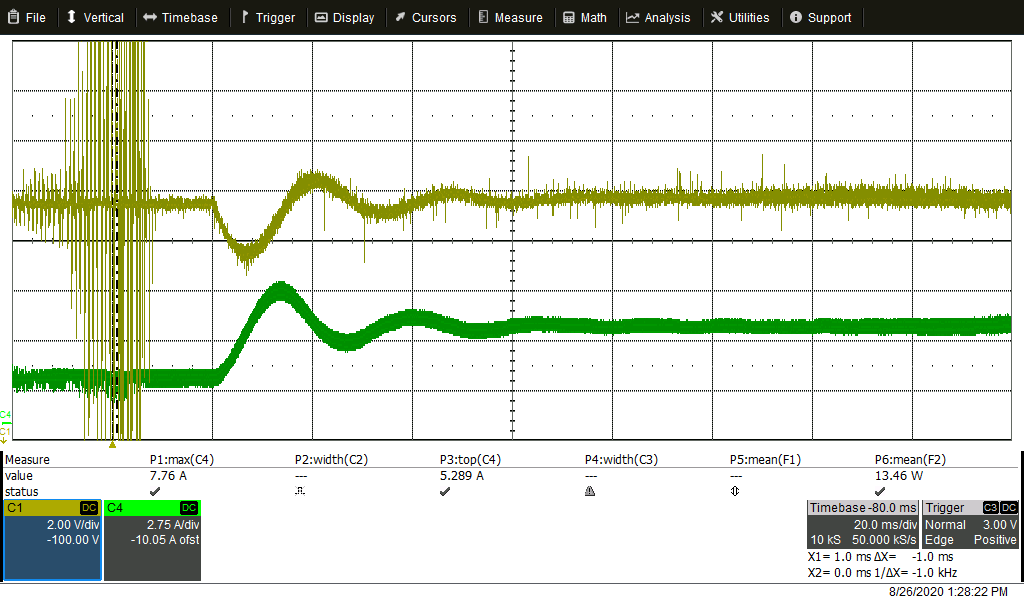 File Vertical Timebase Trigger Display Cursors Measure Math Analysis Utilities Support
C4
C1
Measure P1:max(C4) P2:width(C2) P3:top(C4) P4:width(C3) P5:mean(F1) P6:mean(F2)
value 7.76 A --- 5.289 A --- --- 13.46 W
status
C1 DC
2.00 V/div
-100.00 V
C4 DC
2.75 A/div
-10.05 A ofst
Timebase -80.0 ms
20.0 ms/div
10 kS 50.000 kS/s
Trigger C3 DC
Normal 3.00 V
Edge Positive
X1= 1.0 ms ΔX= -1.0 ms
X2= 0.0 ms 1/ΔX= -1.0 kHz
8/26/2020 1:28:22 PM